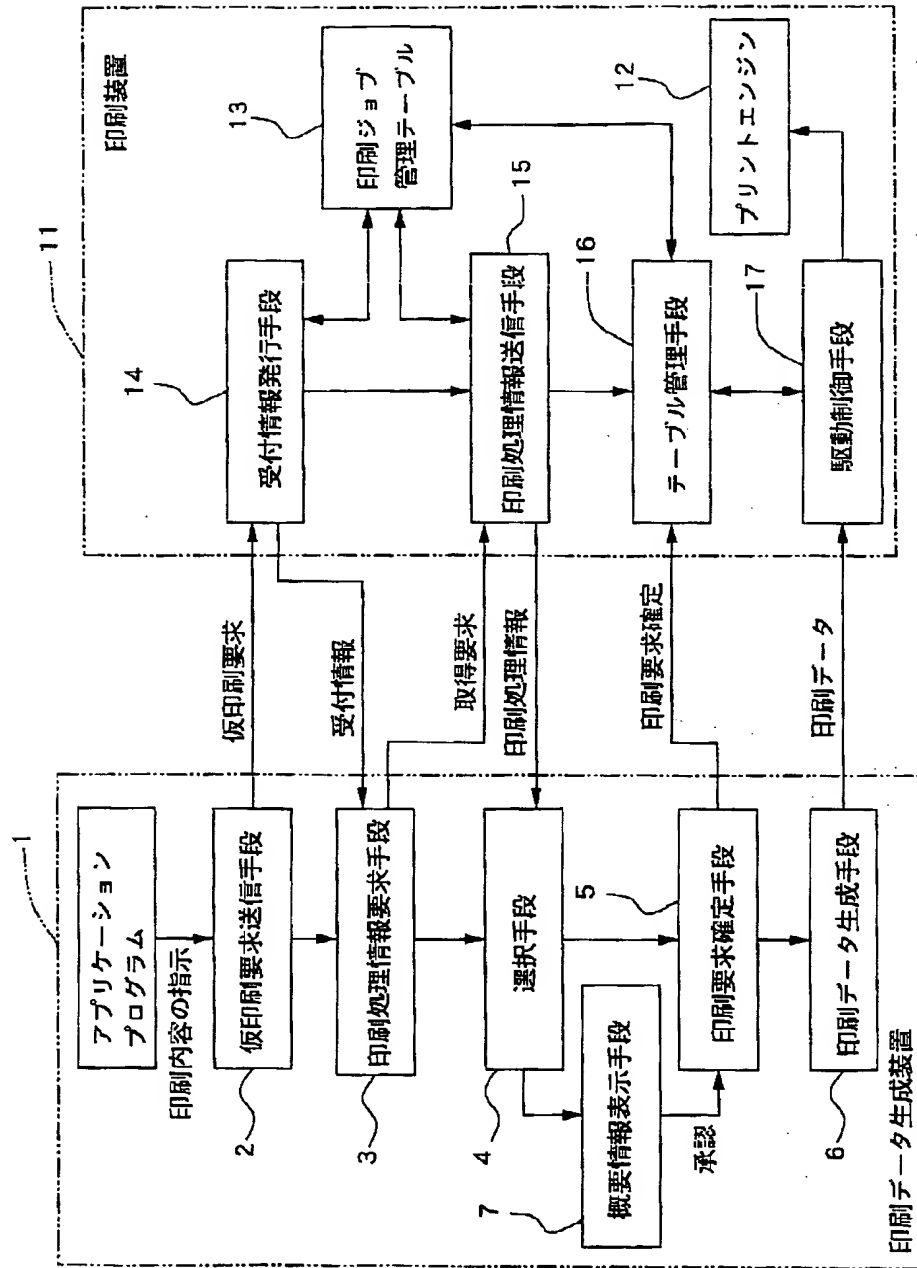 1
印刷データ生成装置
アプリケーション
プログラム
印刷内容の指示
仮印刷要求送信手段
2
印刷処理情報要求手段
3
選択手段
4
概要情報表示手段
7
承認
印刷要求確定手段
5
印刷データ生成手段
6
仮印刷要求
受付情報
取得要求
印刷処理情報
印刷要求確定
印刷データ
11
印刷装置
受付情報発行手段
14
印刷ジョブ
管理テーブル
13
印刷処理情報送信手段
15
テーブル管理手段
16
駆動制御手段
17
プリントエンジン
12